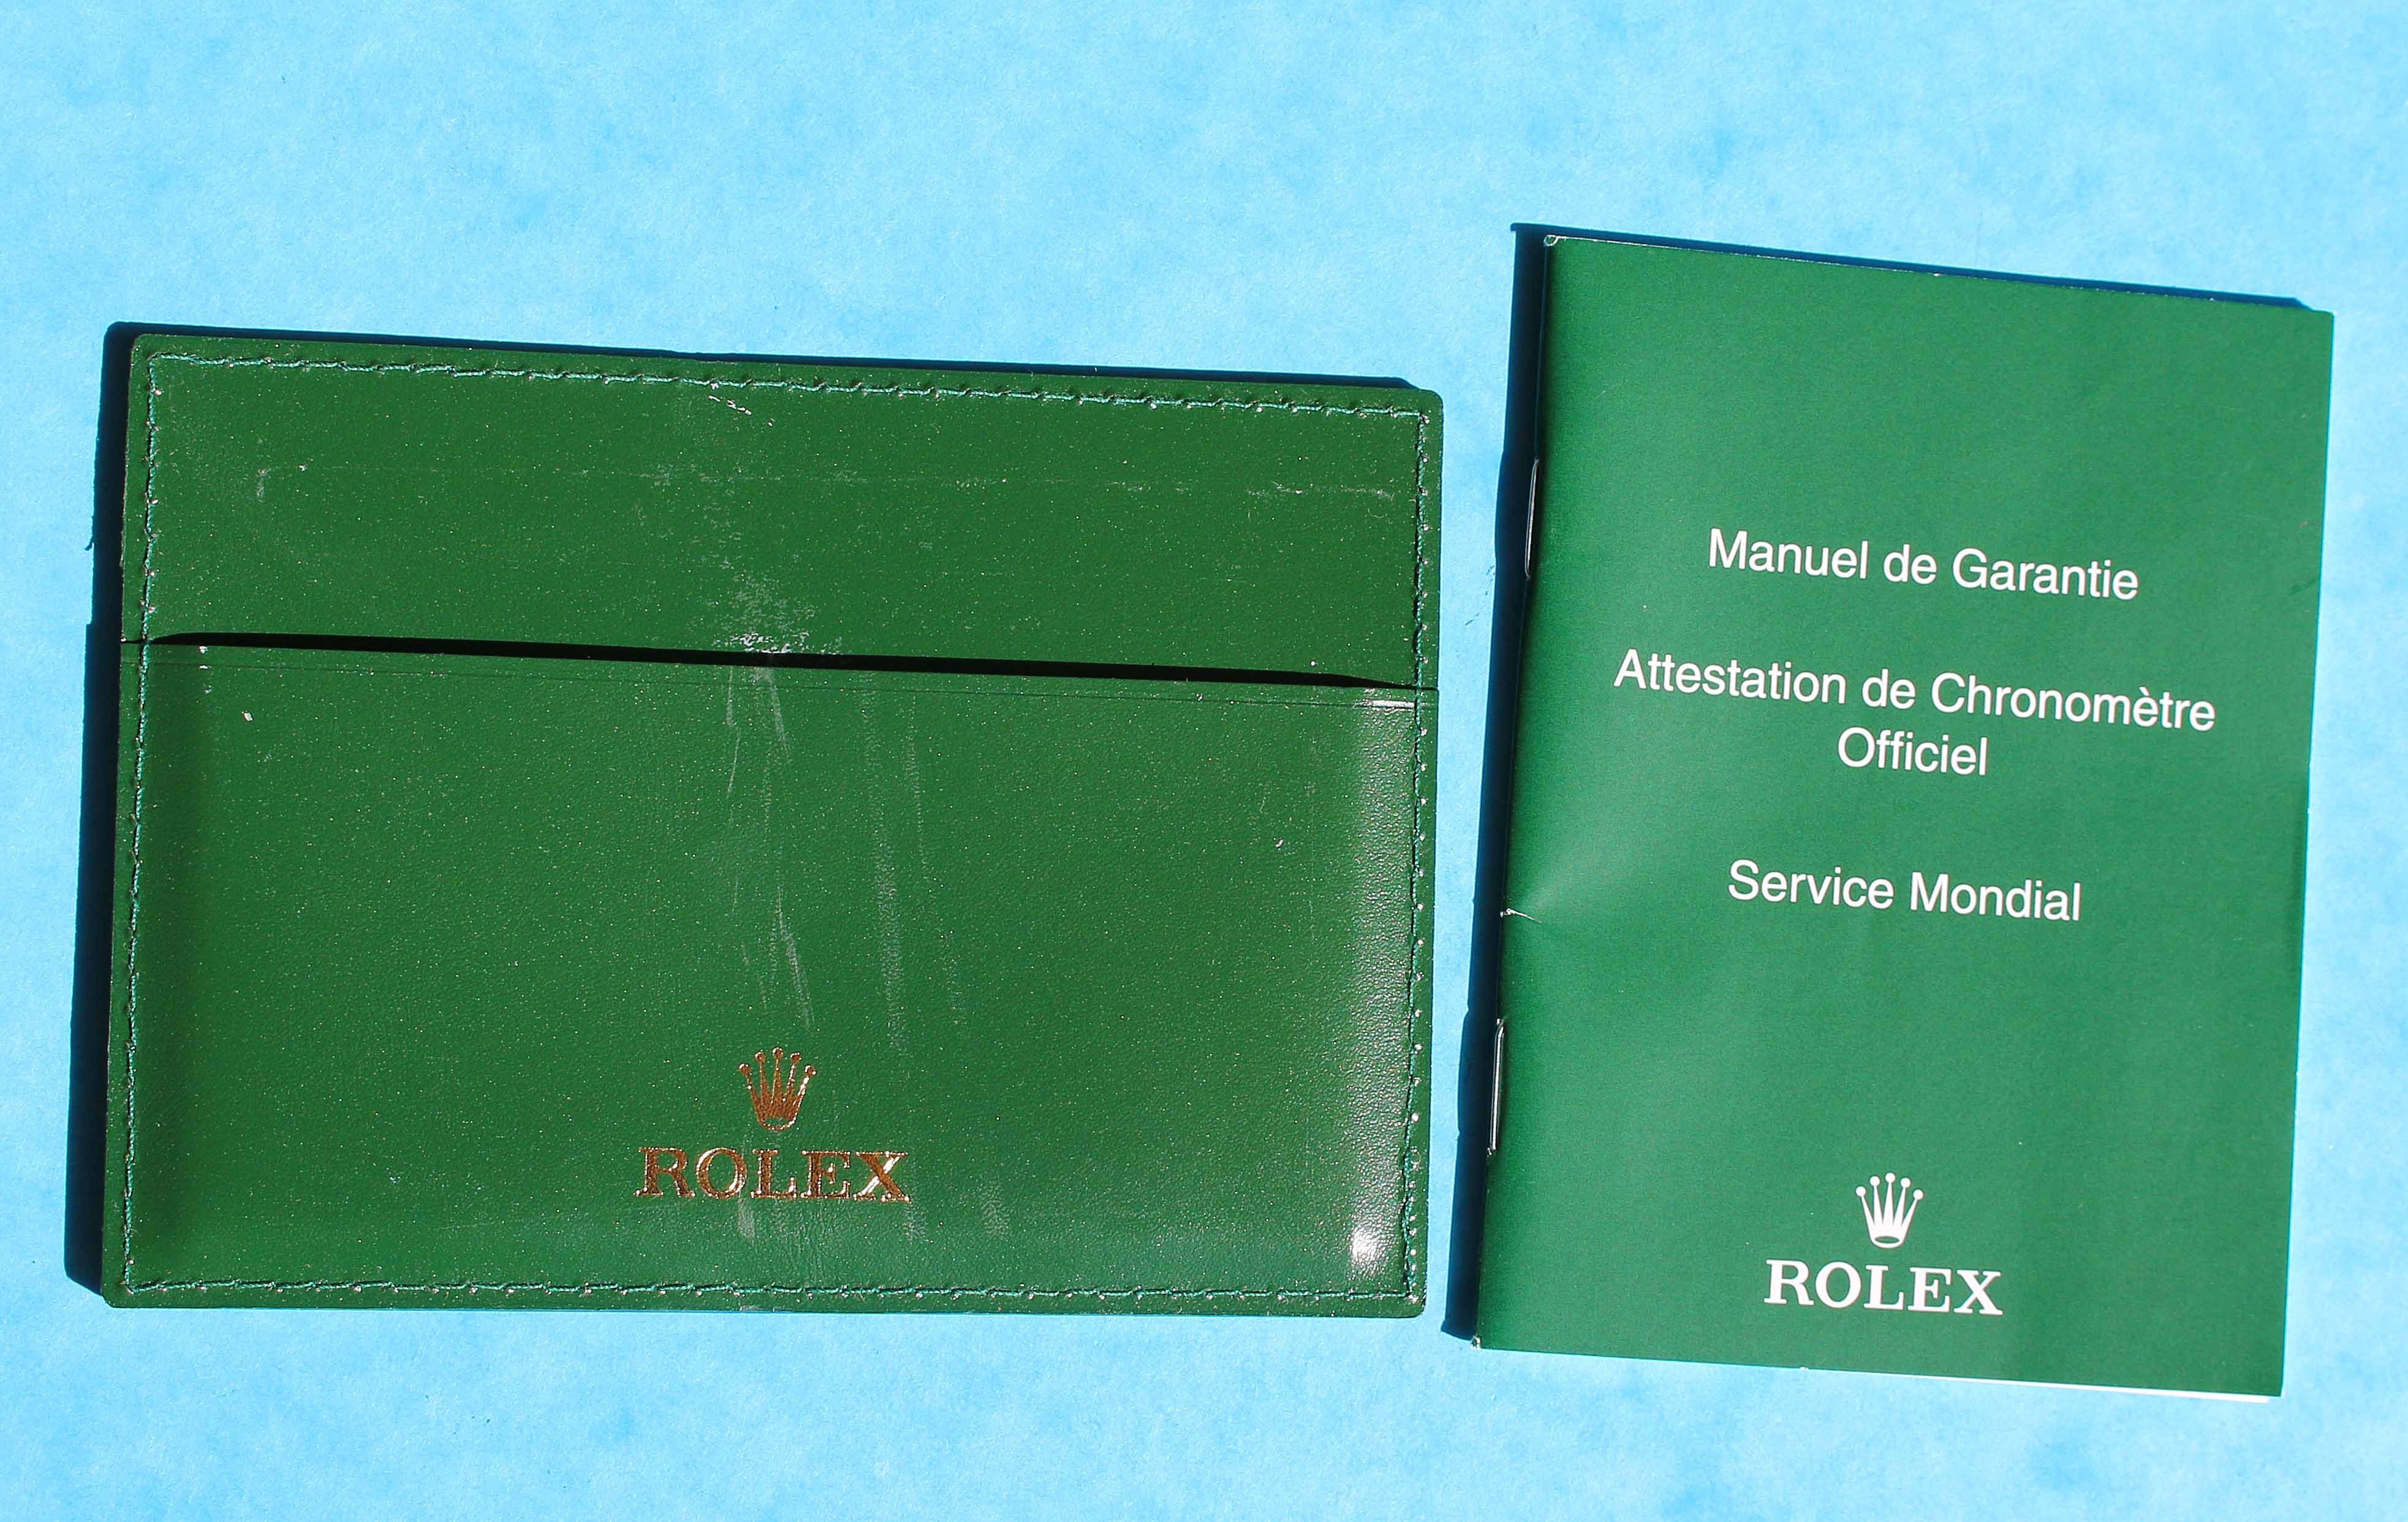 ROLEX
Manuel de Garantie
Attestation de Chronomètre
Officiel
Service Mondial
ROLEX